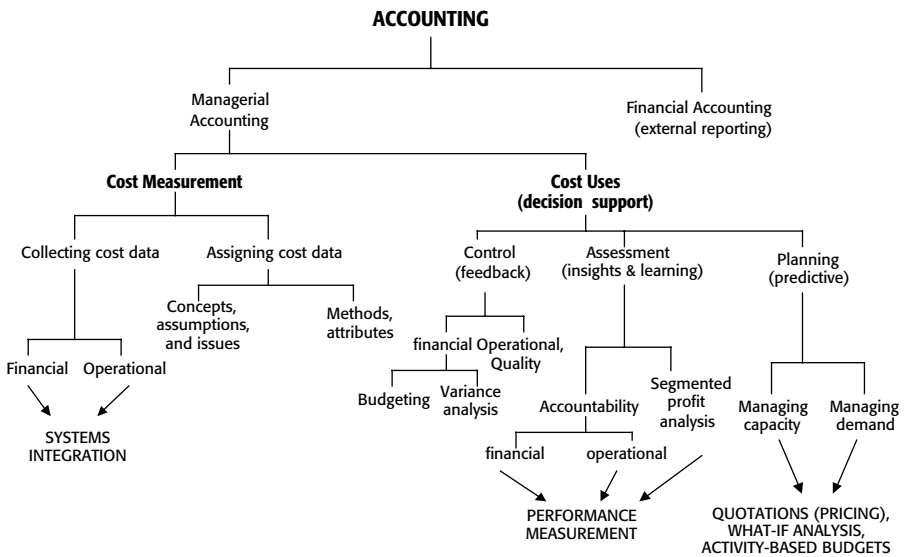 ACCOUNTING
Managerial
Accounting
Financial Accounting
(external reporting)
Cost Measurement
Cost Uses
(decision support)
Collecting cost data
Assigning cost data
Control
(feedback)
Assessment
(insights & learning)
Planning
(predictive)
Concepts,
assumptions,
and issues
Methods,
attributes
financial
Operational,
Quality
Financial
Operational
Budgeting
Variance
analysis
Accountability
Segmented
profit
analysis
Managing
capacity
Managing
demand
SYSTEMS
INTEGRATION
financial
operational
PERFORMANCE
MEASUREMENT
QUOTATIONS (PRICING),
WHAT-IF ANALYSIS,
ACTIVITY-BASED BUDGETS